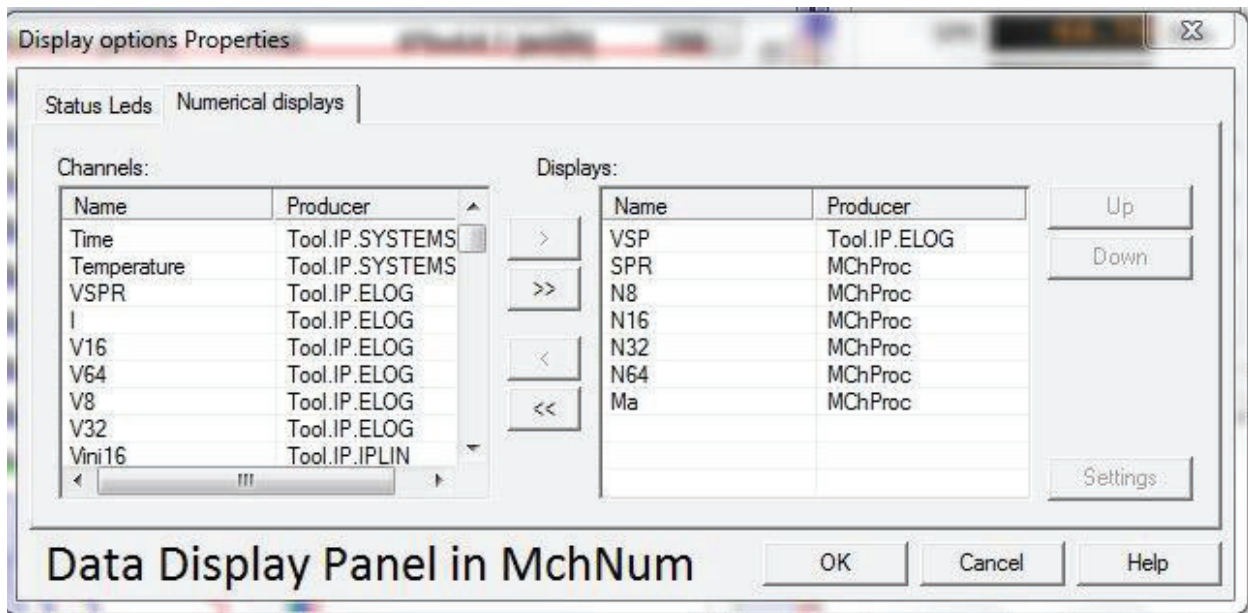 Display options Properties
Status Leds Numerical displays
Channels: Displays:
Name Producer Name Producer Up
Time Tool.IP.SYSTEMS > VSP Tool.IP.ELOG
Temperature Tool.IP.SYSTEMS SPR MChProc Down
VSPR Tool.IP.ELOG >> N8 MChProc
I Tool.IP.ELOG N16 MChProc
V16 Tool.IP.ELOG < N32 MChProc
V64 Tool.IP.ELOG N64 MChProc
V8 Tool.IP.ELOG << Ma MChProc
V32 Tool.IP.ELOG
Vini16 Tool.IP.IPLIN
Settings
Data Display Panel in MchNum OK Cancel Help